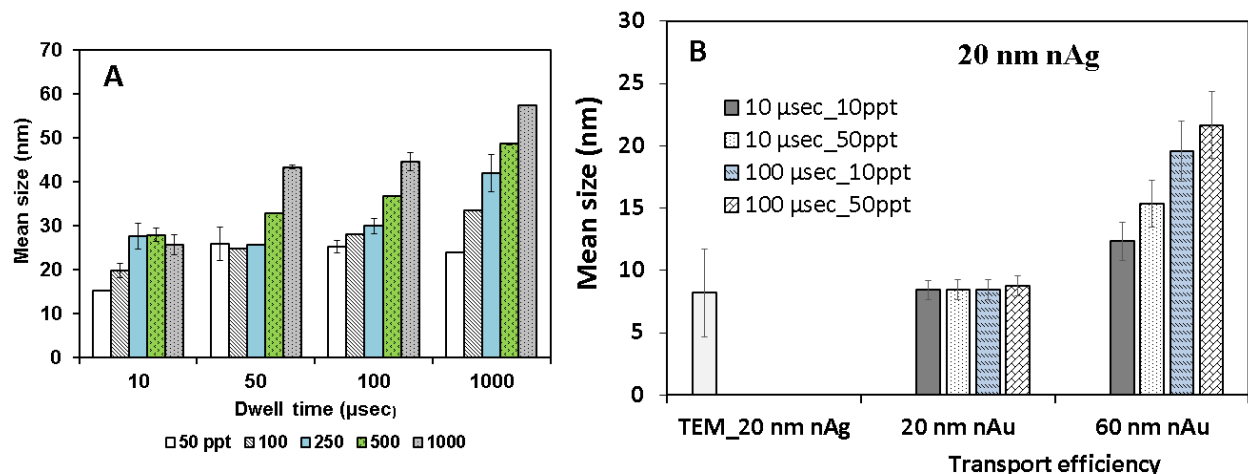 A
Mean size (nm)
70
60
50
40
30
20
10
0
10 50 100 1000
Dwell time (μsec)
50 ppt 100 250 500 1000
B
20 nm nAg
Mean size (nm)
30
25
20
15
10
5
0
10 μsec_10ppt
10 μsec_50ppt
100 μsec_10ppt
100 μsec_50ppt
TEM_20 nm nAg 20 nm nAu 60 nm nAu
Transport efficiency